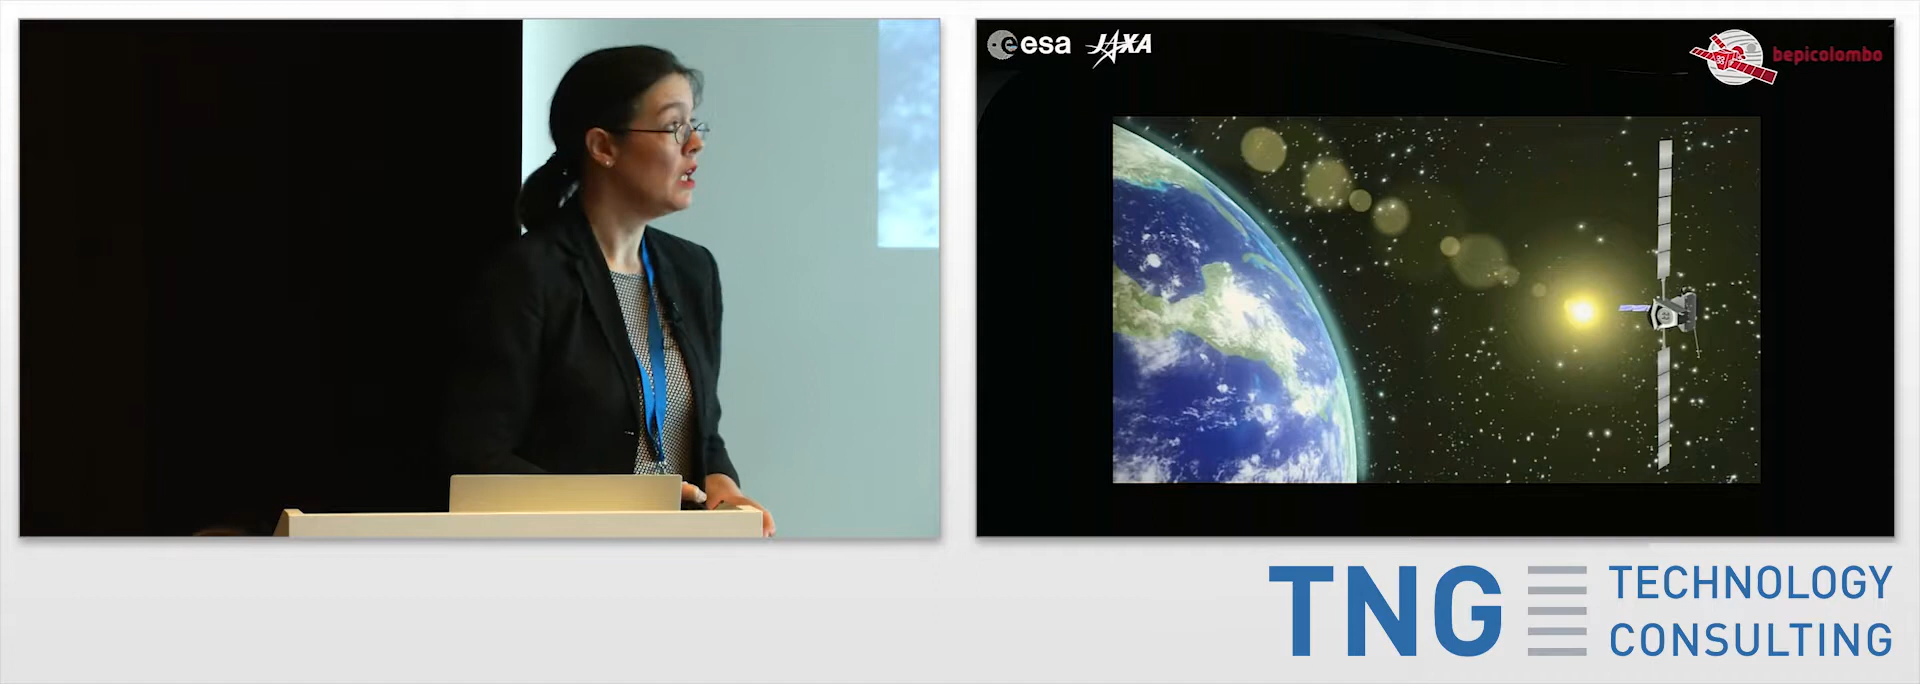 esa
JAXA
bepicolombo
TNG
TECHNOLOGY
CONSULTING